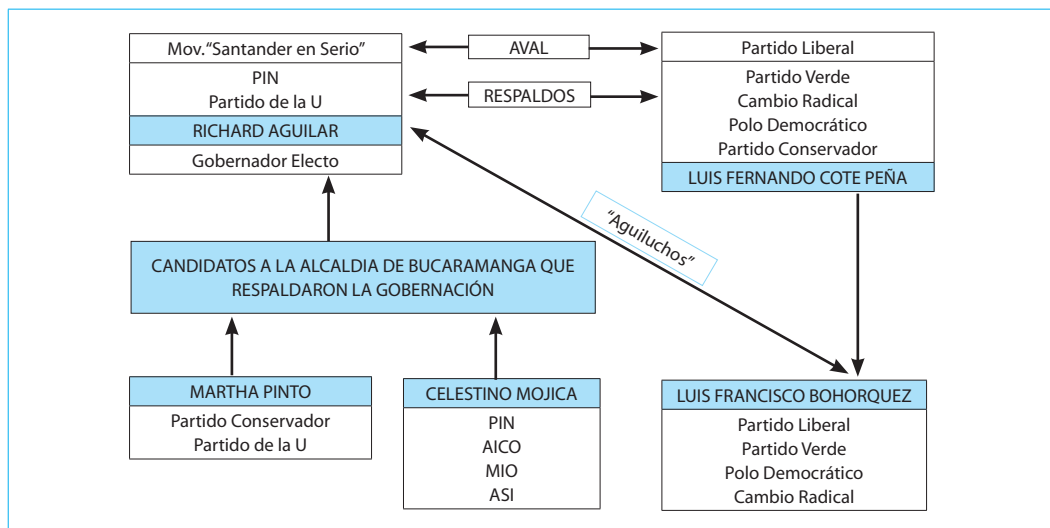 Mov."Santander en Serio"
PIN
Partido de la U
RICHARD AGUILAR
Gobernador Electo
AVAL
RESPALDOS
Partido Liberal
Partido Verde
Cambio Radical
Polo Democrático
Partido Conservador
LUIS FERNANDO COTE PEÑA
"Aguiluchos"
CANDIDATOS A LA ALCALDIA DE BUCARAMANGA QUE
RESPALDARON LA GOBERNACIÓN
MARTHA PINTO
Partido Conservador
Partido de la U
CELESTINO MOJICA
PIN
AICO
MIO
ASI
LUIS FRANCISCO BOHORQUEZ
Partido Liberal
Partido Verde
Polo Democrático
Cambio Radical